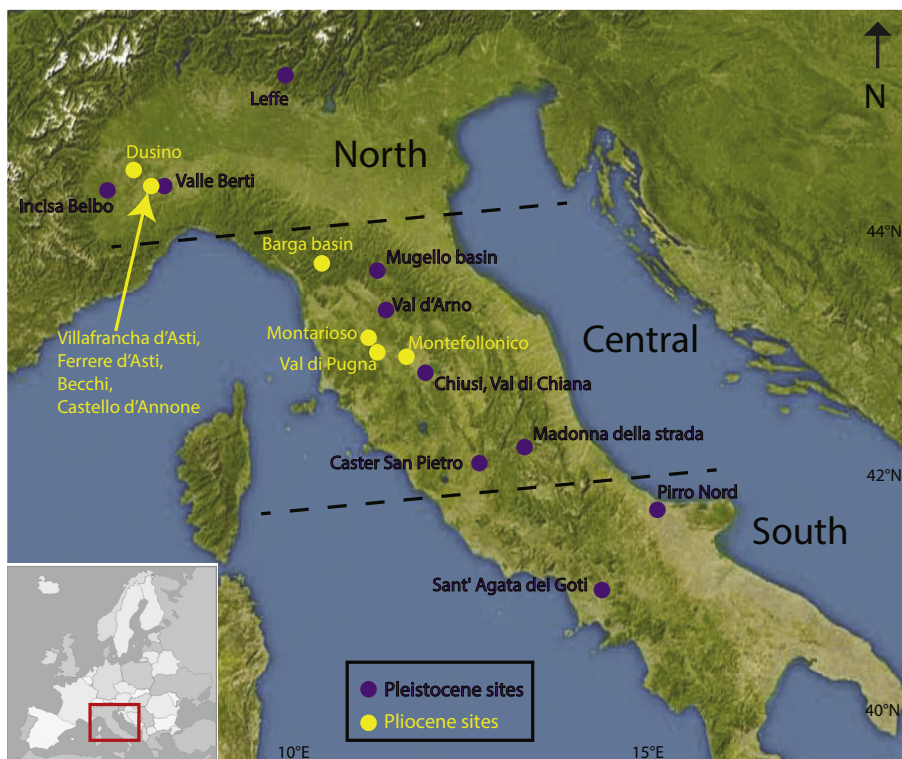 N
Leffe
North
Dusino
Valle Berti
Incisa Belbo
44°N
Barga basin
Mugello basin
Val d'Arno
Villafrancha d'Asti,
Ferrere d'Asti,
Becchi,
Castello d'Annone
Montarioso
Montefollonico
Val di Pugna
Central
Chiusi, Val di Chiana
Madonna della strada
Caster San Pietro
42°N
Pirro Nord
South
Sant' Agata dei Goti
Pleistocene sites
Pliocene sites
40°N
10°E
15°E